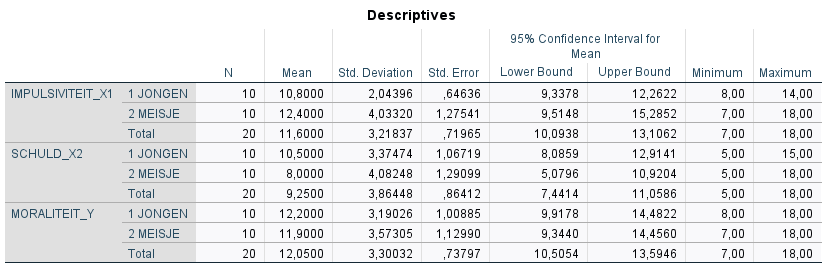 Descriptives
95% Confidence Interval for Mean
N Mean Std. Deviation Std. Error Lower Bound Upper Bound Minimum Maximum
IMPULSIVITEIT_X1 1 JONGEN 10 10,8000 2,04396 ,64636 9,3378 12,2622 8,00 14,00
2 MEISJE 10 12,4000 4,03320 1,27541 9,5148 15,2852 7,00 18,00
Total 20 11,6000 3,21837 ,71965 10,0938 13,1062 7,00 18,00
SCHULD_X2 1 JONGEN 10 10,5000 3,37474 1,06719 8,0859 12,9141 5,00 15,00
2 MEISJE 10 8,0000 4,08248 1,29099 5,0796 10,9204 5,00 18,00
Total 20 9,2500 3,86448 ,86412 7,4414 11,0586 5,00 18,00
MORALITEIT_Y 1 JONGEN 10 12,2000 3,19026 1,00885 9,9178 14,4822 8,00 18,00
2 MEISJE 10 11,9000 3,57305 1,12990 9,3440 14,4560 7,00 18,00
Total 20 12,0500 3,30032 ,73797 10,5054 13,5946 7,00 18,00